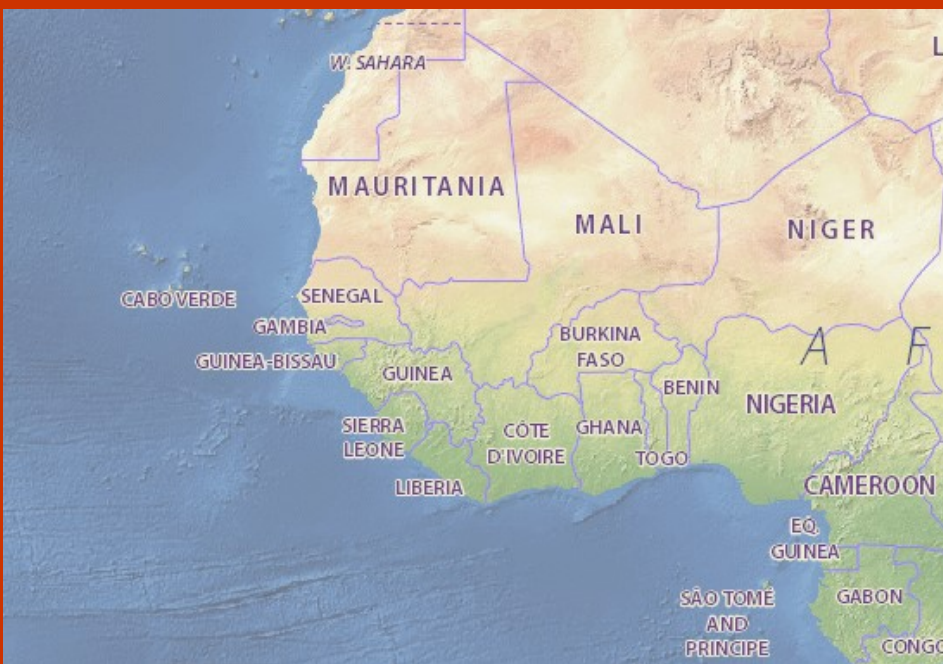 L
W. SAHARA
MAURITANIA
MALI
NIGER
CABO VERDE
SENEGAL
GAMBIA
BURKINA
FASO
A F
GUINEA-BISSAU
GUINEA
BENIN
NIGERIA
SIERRA
LEONE
CÔTE
D'IVOIRE
GHANA
TOGO
LIBERIA
CAMEROON
EQ.
GUINEA
SÃO TOMÉ
AND
PRINCIPE
GABON
CONGO